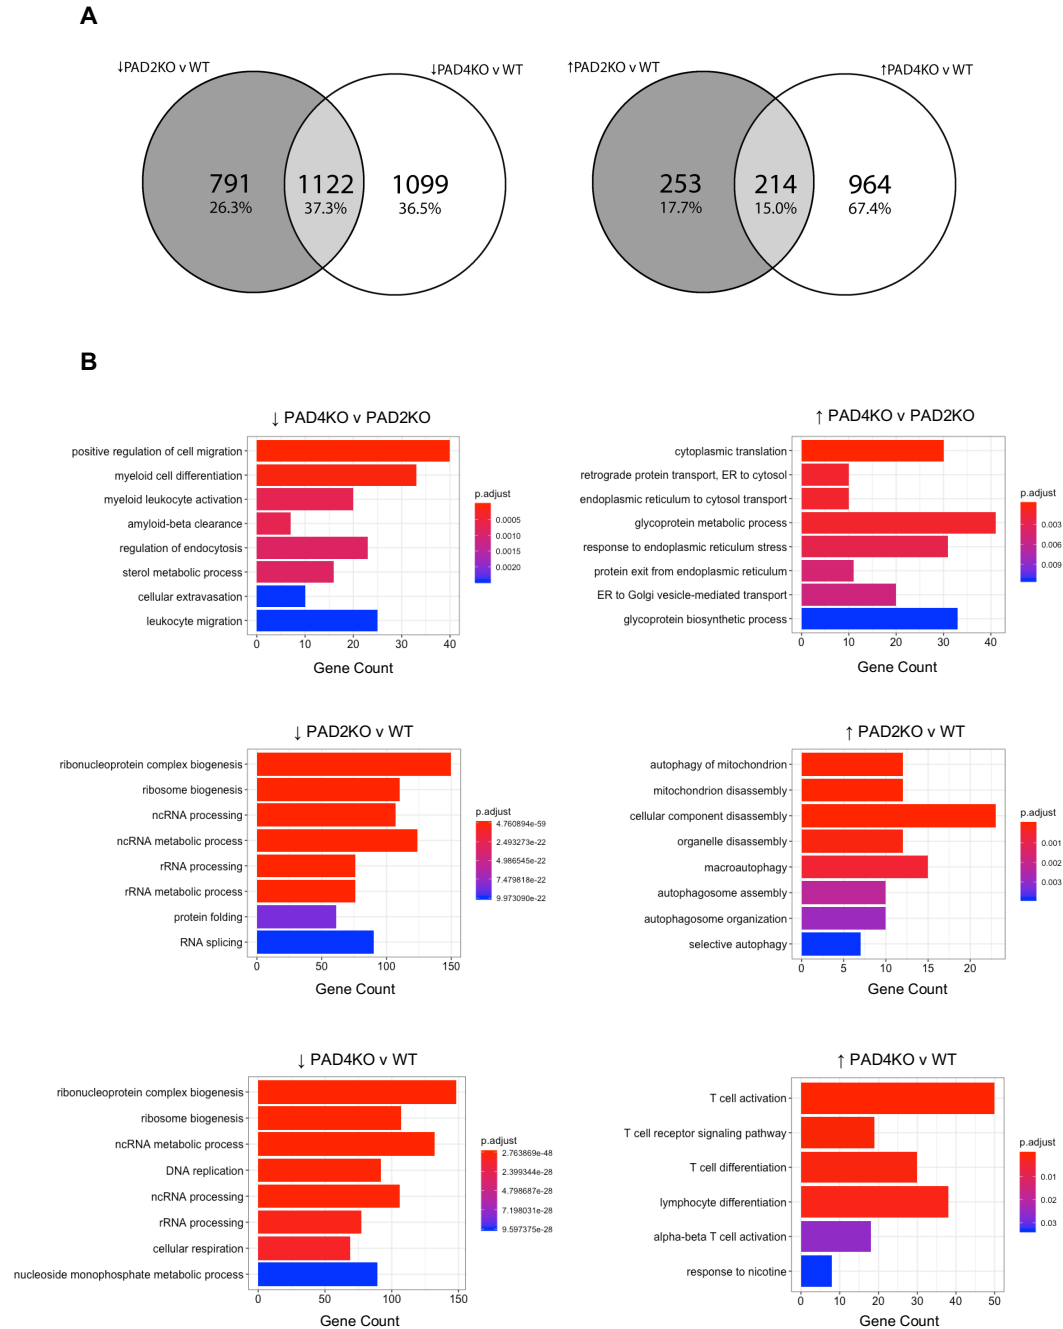 A
↓PAD2KO v WT
↓PAD4KO v WT
791
26.3%
1122
37.3%
1099
36.5%
↑PAD2KO v WT
↑PAD4KO v WT
253
17.7%
214
15.0%
964
67.4%
B
↓ PAD4KO v PAD2KO
positive regulation of cell migration
myeloid cell differentiation
myeloid leukocyte activation
amyloid-beta clearance
regulation of endocytosis
sterol metabolic process
cellular extravasation
leukocyte migration
0 10 20 30 40
Gene Count
p.adjust
0.0005
0.0010
0.0015
0.0020
↑ PAD4KO v PAD2KO
cytoplasmic translation
retrograde protein transport, ER to cytosol
endoplasmic reticulum to cytosol transport
glycoprotein metabolic process
response to endoplasmic reticulum stress
protein exit from endoplasmic reticulum
ER to Golgi vesicle-mediated transport
glycoprotein biosynthetic process
0 10 20 30 40
Gene Count
p.adjust
0.003
0.006
0.009
↓ PAD2KO v WT
ribonucleoprotein complex biogenesis
ribosome biogenesis
ncRNA processing
ncRNA metabolic process
rRNA processing
rRNA metabolic process
protein folding
RNA splicing
0 50 100 150
Gene Count
p.adjust
4.760894e-59
2.493273e-22
4.986545e-22
7.479818e-22
9.973090e-22
↑ PAD2KO v WT
autophagy of mitochondrion
mitochondrion disassembly
cellular component disassembly
organelle disassembly
macroautophagy
autophagosome assembly
autophagosome organization
selective autophagy
0 5 10 15 20
Gene Count
p.adjust
0.001
0.002
0.003
↓ PAD4KO v WT
ribonucleoprotein complex biogenesis
ribosome biogenesis
ncRNA metabolic process
DNA replication
ncRNA processing
rRNA processing
cellular respiration
nucleoside monophosphate metabolic process
0 50 100 150
Gene Count
p.adjust
2.763869e-48
2.399344e-28
4.798687e-28
7.198031e-28
9.597375e-28
↑ PAD4KO v WT
T cell activation
T cell receptor signaling pathway
T cell differentiation
lymphocyte differentiation
alpha-beta T cell activation
response to nicotine
0 10 20 30 40 50
Gene Count
p.adjust
0.01
0.02
0.03